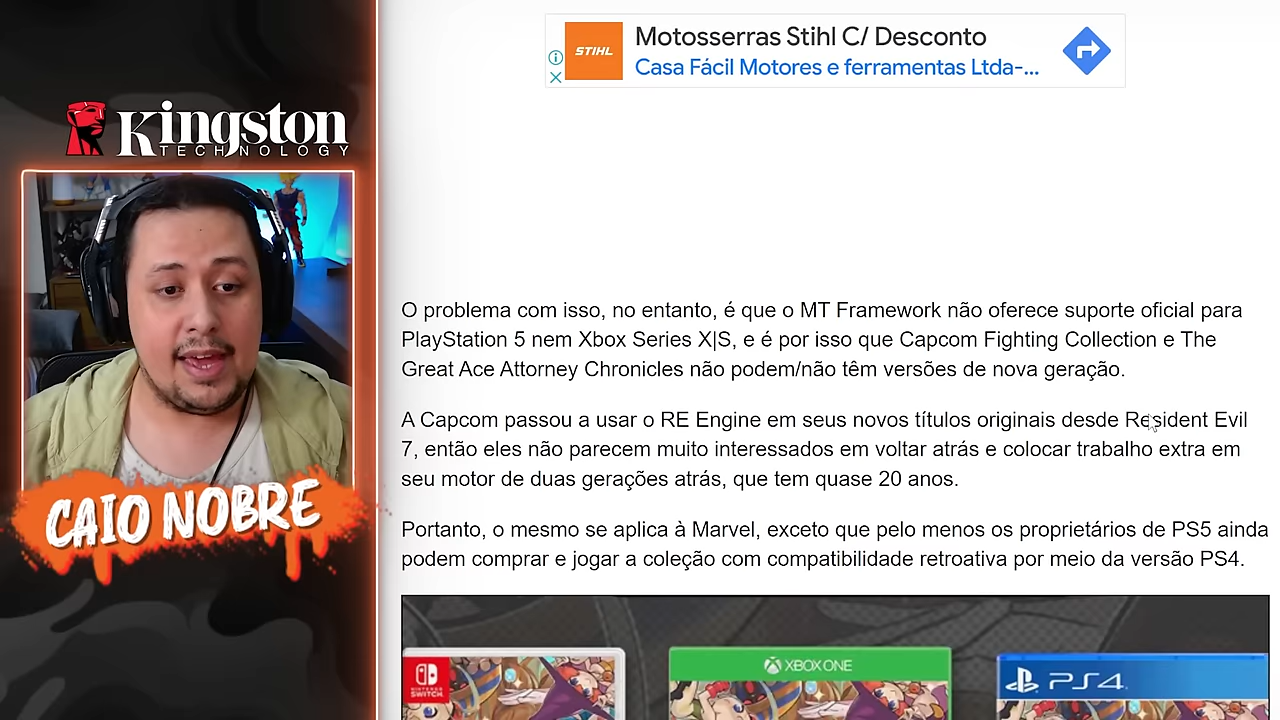 Kingston
TECHNOLOGY
CAIO NOBRE
STIHL
Motosserras Stihl C/ Desconto
Casa Fácil Motores e ferramentas Ltda-...
O problema com isso, no entanto, é que o MT Framework não oferece suporte oficial para
PlayStation 5 nem Xbox Series X|S, e é por isso que Capcom Fighting Collection e The
Great Ace Attorney Chronicles não podem/não têm versões de nova geração.
A Capcom passou a usar o RE Engine em seus novos títulos originais desde Resident Evil
7, então eles não parecem muito interessados em voltar atrás e colocar trabalho extra em
seu motor de duas gerações atrás, que tem quase 20 anos.
Portanto, o mesmo se aplica à Marvel, exceto que pelo menos os proprietários de PS5 ainda
podem comprar e jogar a coleção com compatibilidade retroativa por meio da versão PS4.
NINTENDO
SWITCH
XBOX ONE
PS4